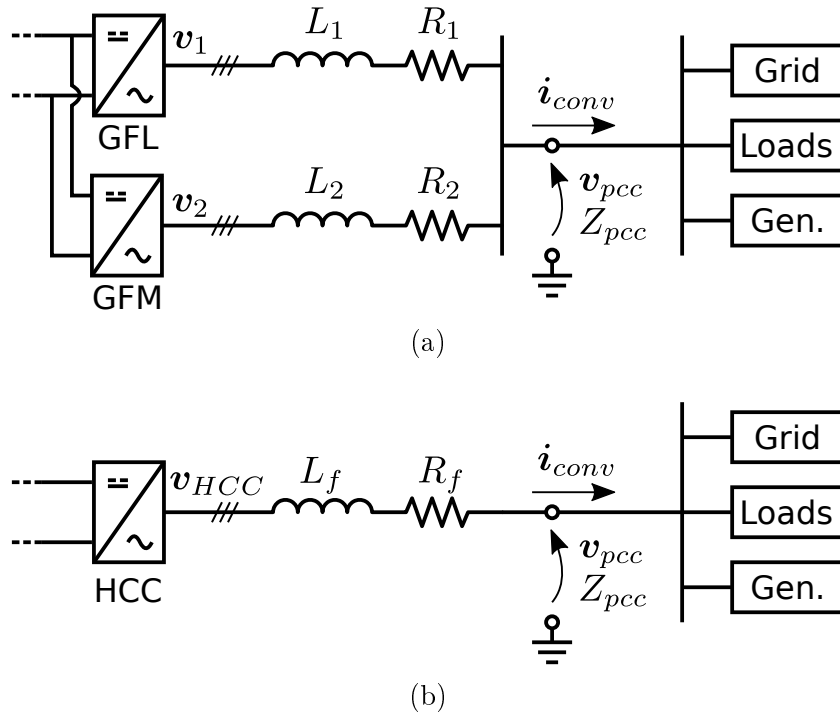 v₁
L₁
R₁
GFL
i_conv
Grid
Loads
Gen.
v₂
L₂
R₂
GFM
v_pcc
Z_pcc
(a)
v_HCC
L_f
R_f
HCC
i_conv
v_pcc
Z_pcc
Grid
Loads
Gen.
(b)